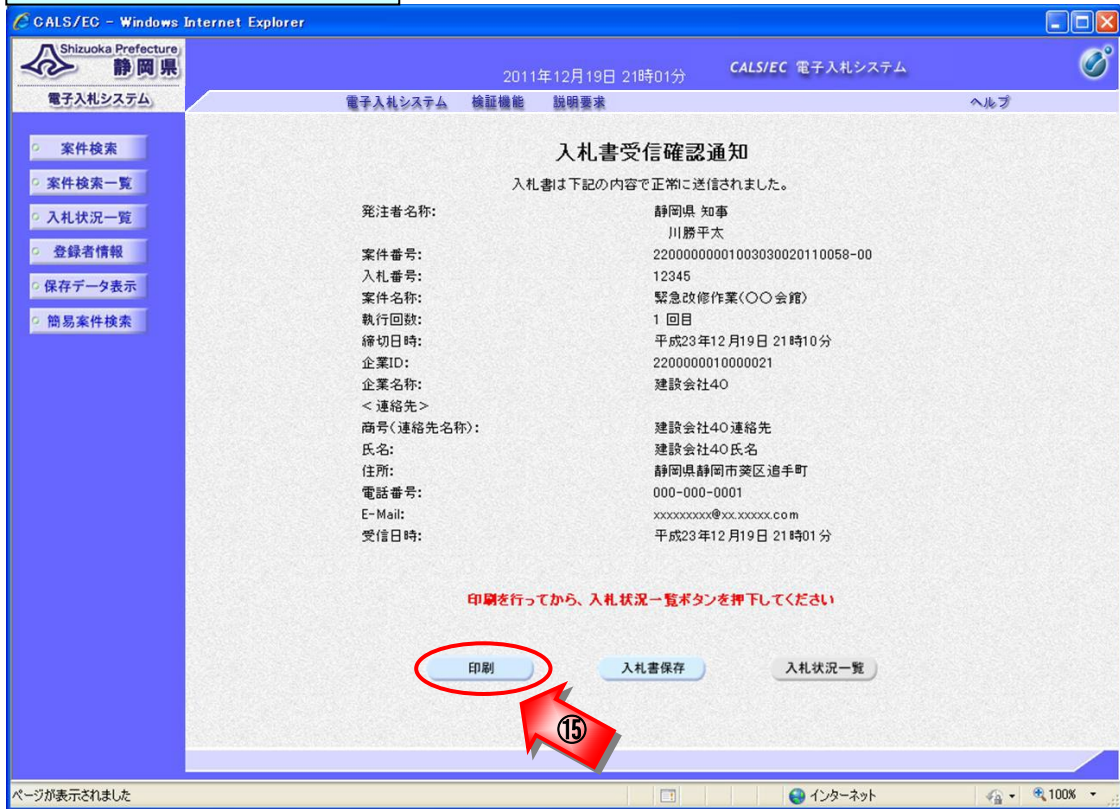 CALS/EC - Windows Internet Explorer
Shizuoka Prefecture
静岡県
電子入札システム
2011年12月19日 21時01分
CALS/EC 電子入札システム
電子入札システム 検証機能 説明要求 ヘルプ
案件検索
案件検索一覧
入札状況一覧
登録者情報
保存データ表示
簡易案件検索
入札書受信確認通知
入札書は下記の内容で正常に送信されました。
発注者名称: 静岡県 知事
川勝平太
案件番号: 22000000001003030020110058-00
入札番号: 12345
案件名称: 緊急改修作業(〇〇会館)
執行回数: 1 回目
締切日時: 平成23年12月19日 21時10分
企業ID: 2200000010000021
企業名称: 建設会社40
<連絡先>
商号(連絡先名称): 建設会社40連絡先
氏名: 建設会社40氏名
住所: 静岡県静岡市葵区追手町
電話番号: 000-000-0001
E-Mail: xxxxxxxxx@xx.xxxxx.com
受信日時: 平成23年12月19日 21時01分
印刷を行ってから、入札状況一覧ボタンを押下してください
印刷 入札書保存 入札状況一覧
⑮
ページが表示されました インターネット 100%